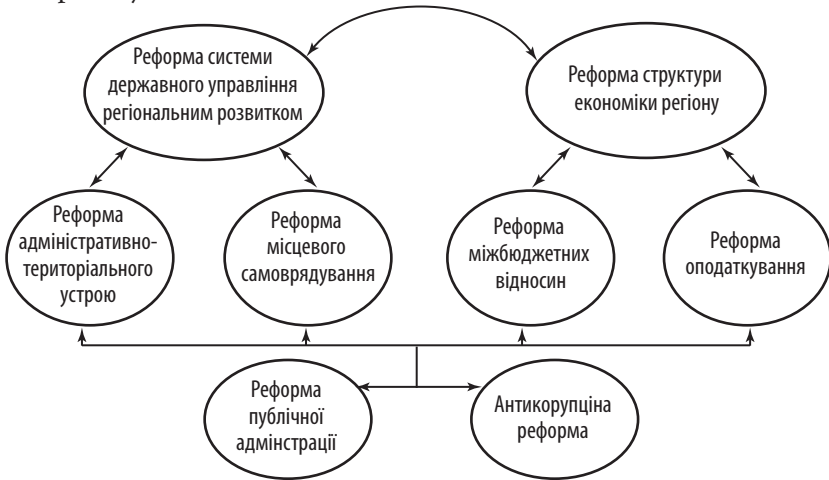 Реформа системи
державного управління
регіональним розвитком
Реформа структури
економіки регіону
Реформа
адміністративно-
територіального
устрою
Реформа
місцевого
самоврядування
Реформа
міжбюджетних
відносин
Реформа
оподаткування
Реформа
публічної
адмінстрації
Антикорупціна
реформа